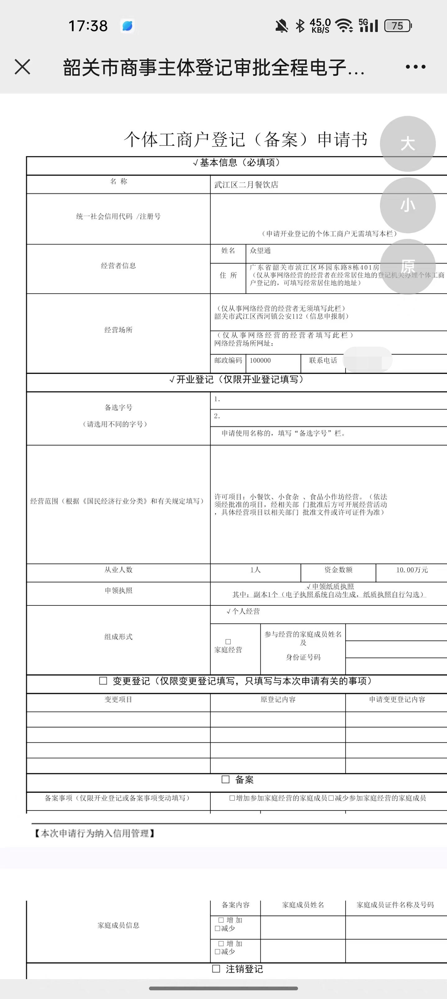 17:38
45.0 KB/S
5G
75
韶关市商事主体登记审批全程电子...
大
小
原
个体工商户登记（备案）申请书
√基本信息（必填项）
名 称
武江区二月餐饮店
统一社会信用代码 /注册号
（申请开业登记的个体工商户无需填写本栏）
经营者信息
姓名
众望通
住 所
广东省韶关市浈江区环园东路8栋401房
（仅从事网络经营的经营者在经常居住地的登记机关办理个体工商
户登记的，可填写经常居住地的地址）
经营场所
（仅从事网络经营的经营者无须填写此栏）
韶关市武江区西河镇公安112（信息申报制）
（仅从事网络经营的经营者填写此栏）
网络经营场所网址：
邮政编码
100000
联系电话
√开业登记（仅限开业登记填写）
备选字号
（请选用不同的字号）
1.
2.
申请使用名称的，填写“备选字号”栏。
经营范围（根据《国民经济行业分类》和有关规定填写）
许可项目：小餐饮、小食杂 、食品小作坊经营。（依法
须经批准的项目，经相关部 门批准后方可开展经营活动
，具体经营项目以相关部门 批准文件或许可证件为准）
从业人数
1人
资金数额
10.00万元
申领执照
√申领纸质执照
其中：副本1个（电子执照系统自动生成，纸质执照自行勾选）
组成形式
√个人经营
□
家庭经营
参与经营的家庭成员姓名
及
身份证号码
□ 变更登记（仅限变更登记填写，只填写与本次申请有关的事项）
变更项目
原登记内容
申请变更登记内容
□ 备案
备案事项（仅限开业登记或备案事项变动填写）
□增加参加家庭经营的家庭成员□减少参加家庭经营的家庭成员
【本次申请行为纳入信用管理】
家庭成员信息
备案内容
家庭成员姓名
家庭成员证件名称及号码
□ 增 加
□减少
□ 增 加
□减少
□ 注销登记